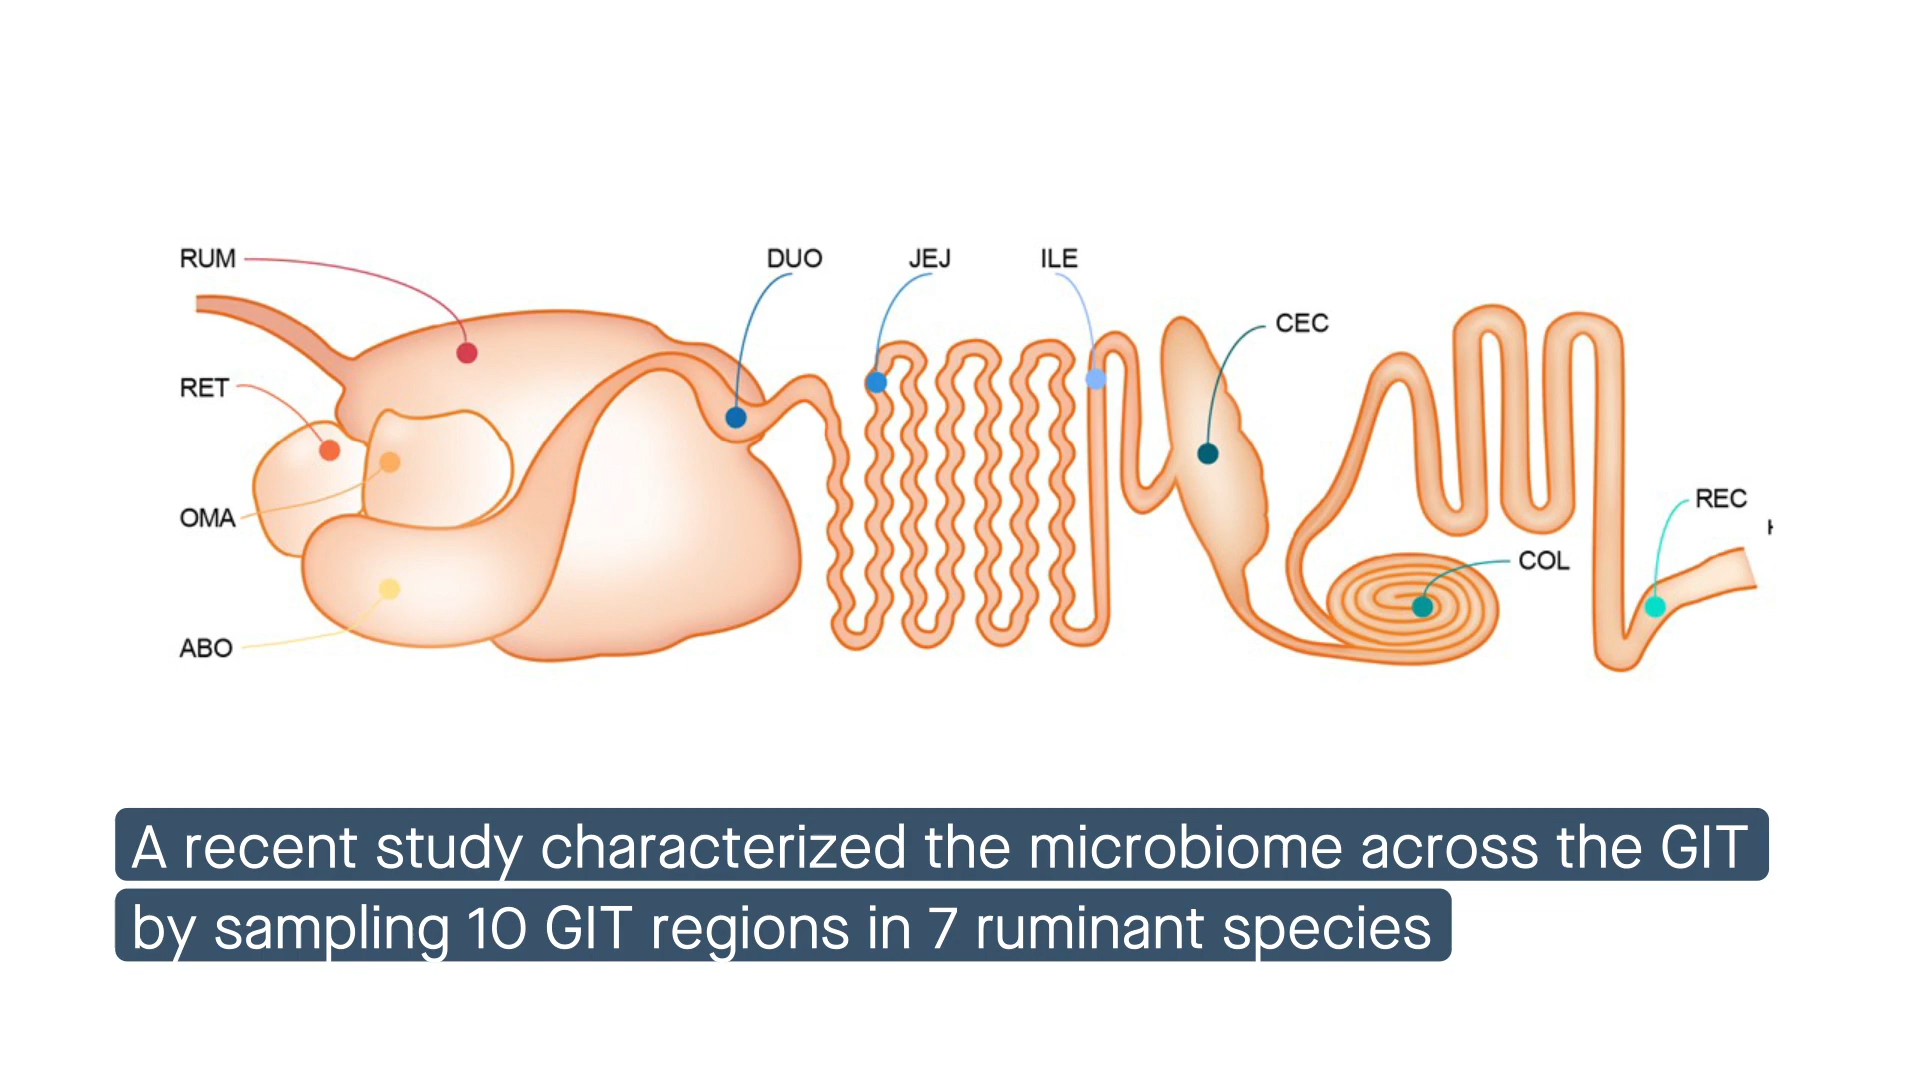 RUM
DUO
JEJ
ILE
CEC
RET
REC
OMA
COL
ABO
A recent study characterized the microbiome across the GIT
by sampling 10 GIT regions in 7 ruminant species